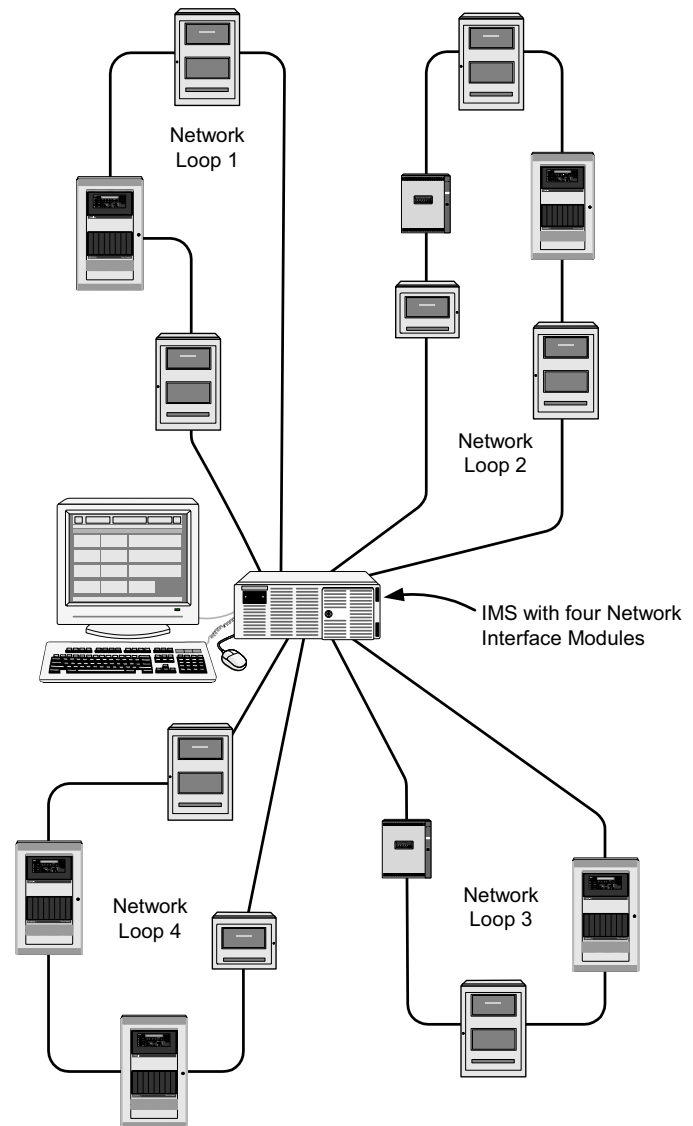 Network
Loop 1
Network
Loop 2
IMS with four Network
Interface Modules
Network
Loop 4
Network
Loop 3